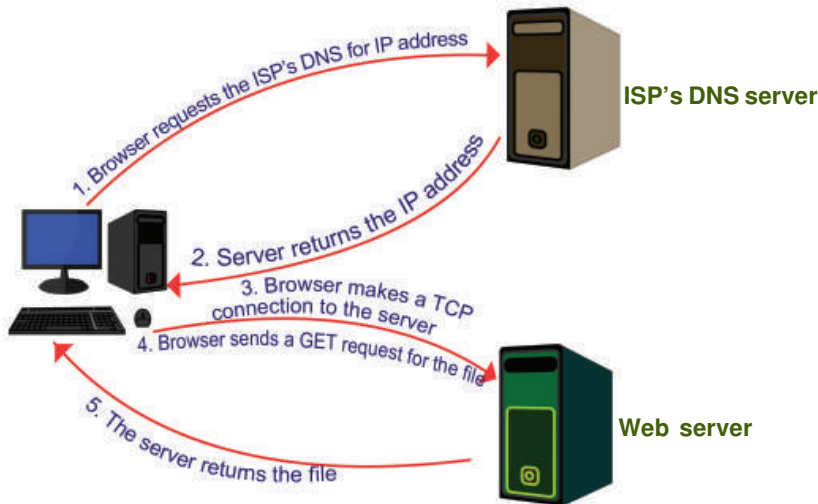 1. Browser requests the ISP's DNS for IP address
ISP's DNS server
2. Server returns the IP address
3. Browser makes a TCP
connection to the server
4. Browser sends a GET request for the file
Web server
5. The server returns the file